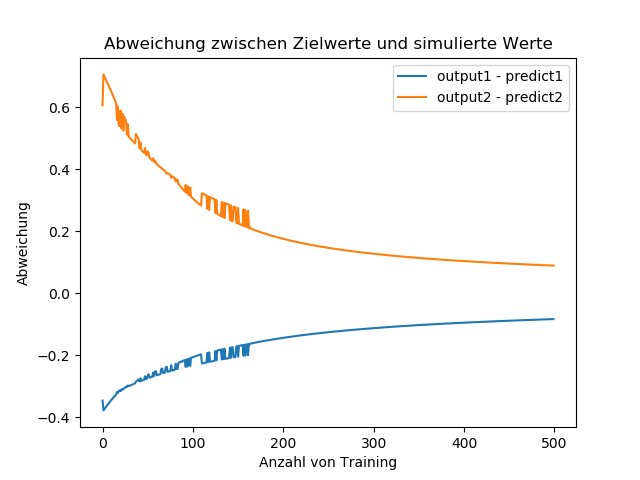 Abweichung zwischen Zielwerte und simulierte Werte
output1 - predict1
output2 - predict2
Abweichung
0.6
0.4
0.2
0.0
−0.2
−0.4
0 100 200 300 400 500
Anzahl von Training